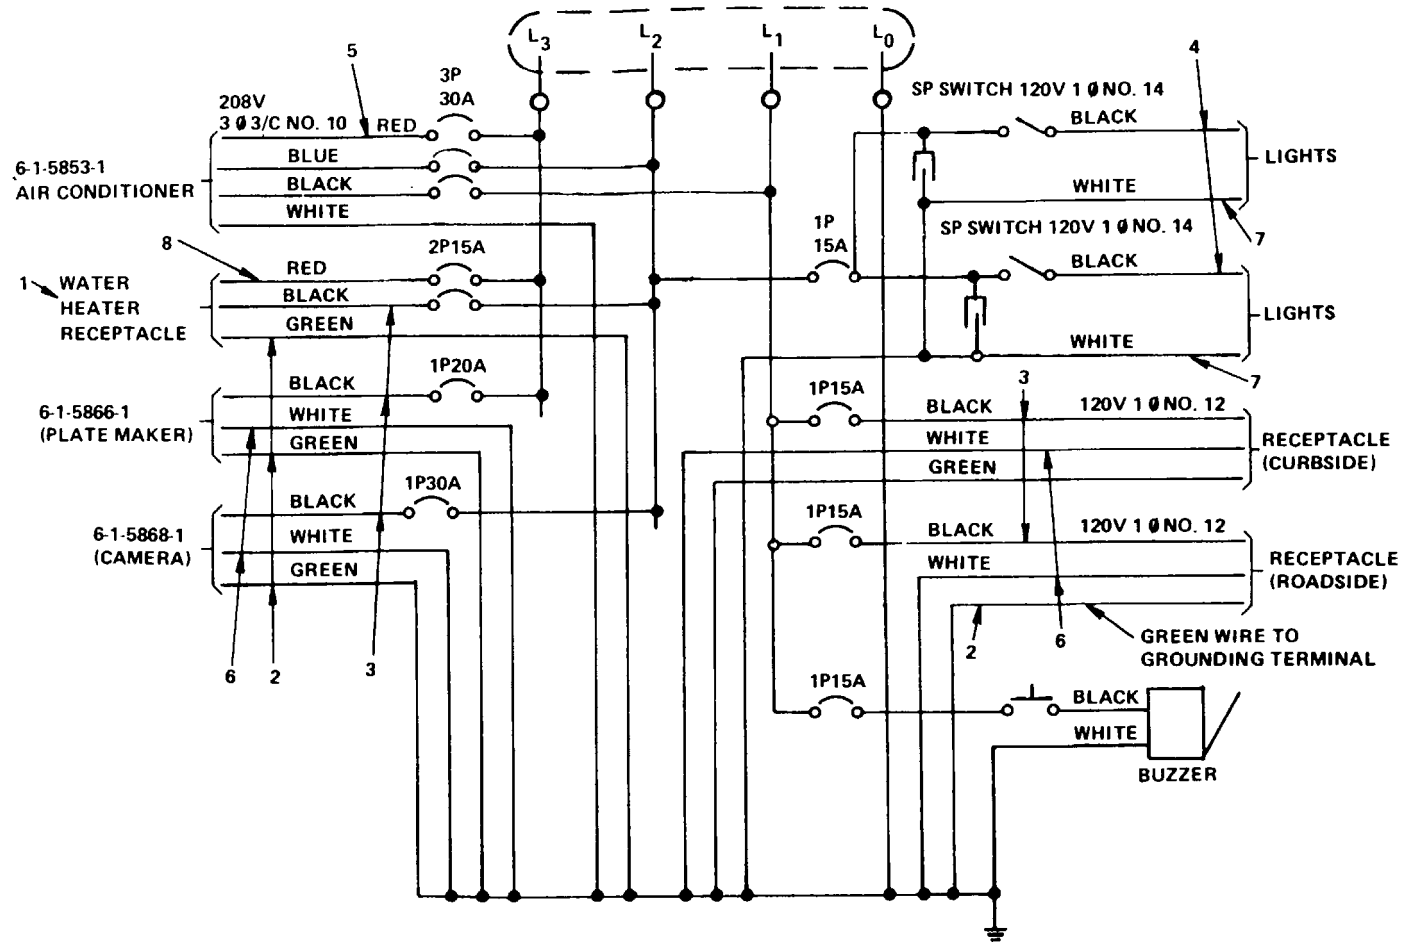 L3
L2
L1
L0
5
3P
30A
208V
3 Ø 3/C NO. 10
RED
BLUE
BLACK
WHITE
6-1-5853-1
AIR CONDITIONER
8
RED
2P15A
BLACK
GREEN
1
WATER
HEATER
RECEPTACLE
BLACK
1P20A
WHITE
GREEN
6-1-5866-1
(PLATE MAKER)
BLACK
1P30A
WHITE
GREEN
6-1-5868-1
(CAMERA)
6
2
3
4
SP SWITCH 120V 1 Ø NO. 14
BLACK
LIGHTS
WHITE
7
1P
15A
SP SWITCH 120V 1 Ø NO. 14
BLACK
LIGHTS
WHITE
7
1P15A
BLACK
3
120V 1 Ø NO. 12
WHITE
GREEN
RECEPTACLE
(CURBSIDE)
1P15A
BLACK
120V 1 Ø NO. 12
WHITE
RECEPTACLE
(ROADSIDE)
2
6
GREEN WIRE TO
GROUNDING TERMINAL
1P15A
BLACK
WHITE
BUZZER